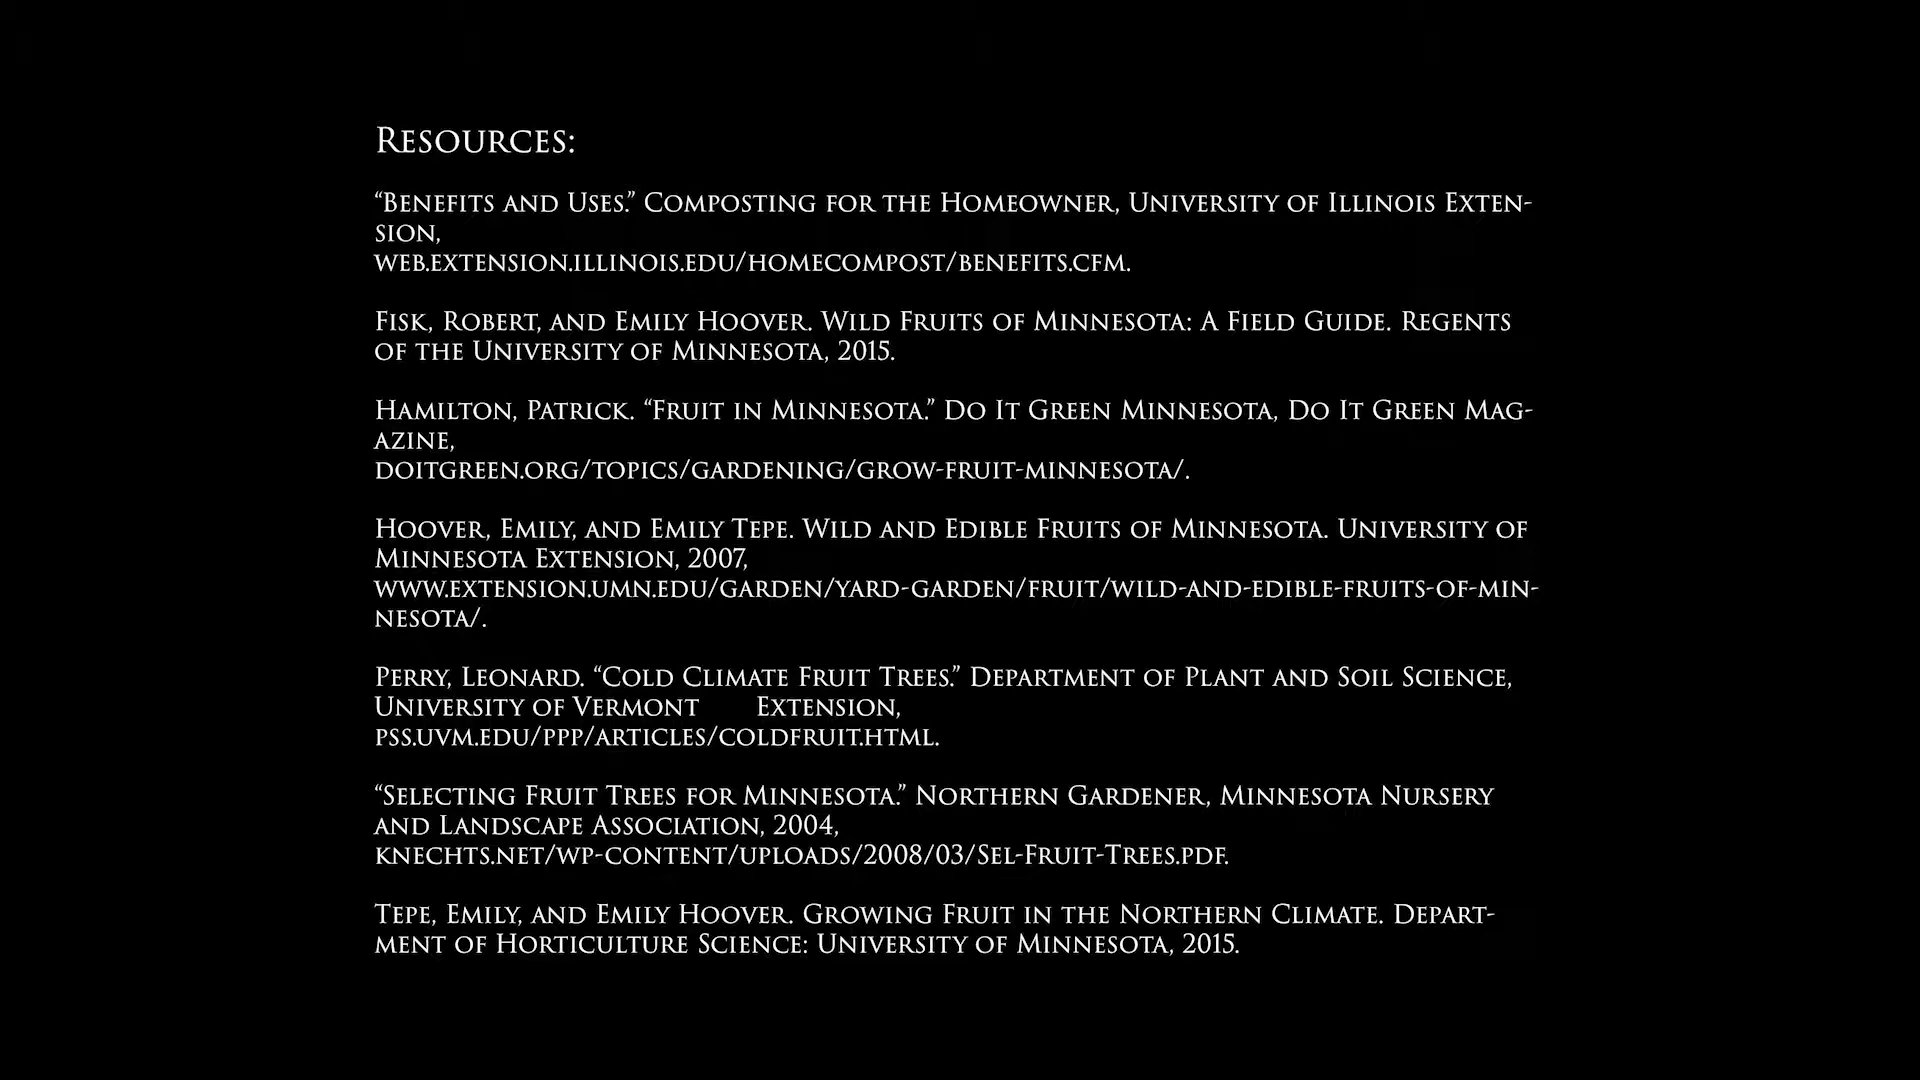 Resources:
“Benefits and Uses.” Composting for the Homeowner, University of Illinois Exten-
sion,
web.extension.illinois.edu/homecompost/benefits.cfm.
Fisk, Robert, and Emily Hoover. Wild Fruits of Minnesota: A Field Guide. Regents
of the University of Minnesota, 2015.
Hamilton, Patrick. “Fruit in Minnesota.” Do It Green Minnesota, Do It Green Mag-
azine,
doitgreen.org/topics/gardening/grow-fruit-minnesota/.
Hoover, Emily, and Emily Tepe. Wild and Edible Fruits of Minnesota. University of
Minnesota Extension, 2007,
www.extension.umn.edu/garden/yard-garden/fruit/wild-and-edible-fruits-of-min-
nesota/.
Perry, Leonard. “Cold Climate Fruit Trees.” Department of Plant and Soil Science,
University of Vermont Extension,
pss.uvm.edu/ppp/articles/coldfruit.html.
“Selecting Fruit Trees for Minnesota.” Northern Gardener, Minnesota Nursery
and Landscape Association, 2004,
knechts.net/wp-content/uploads/2008/03/Sel-Fruit-Trees.pdf.
Tepe, Emily, and Emily Hoover. Growing Fruit in the Northern Climate. Depart-
ment of Horticulture Science: University of Minnesota, 2015.